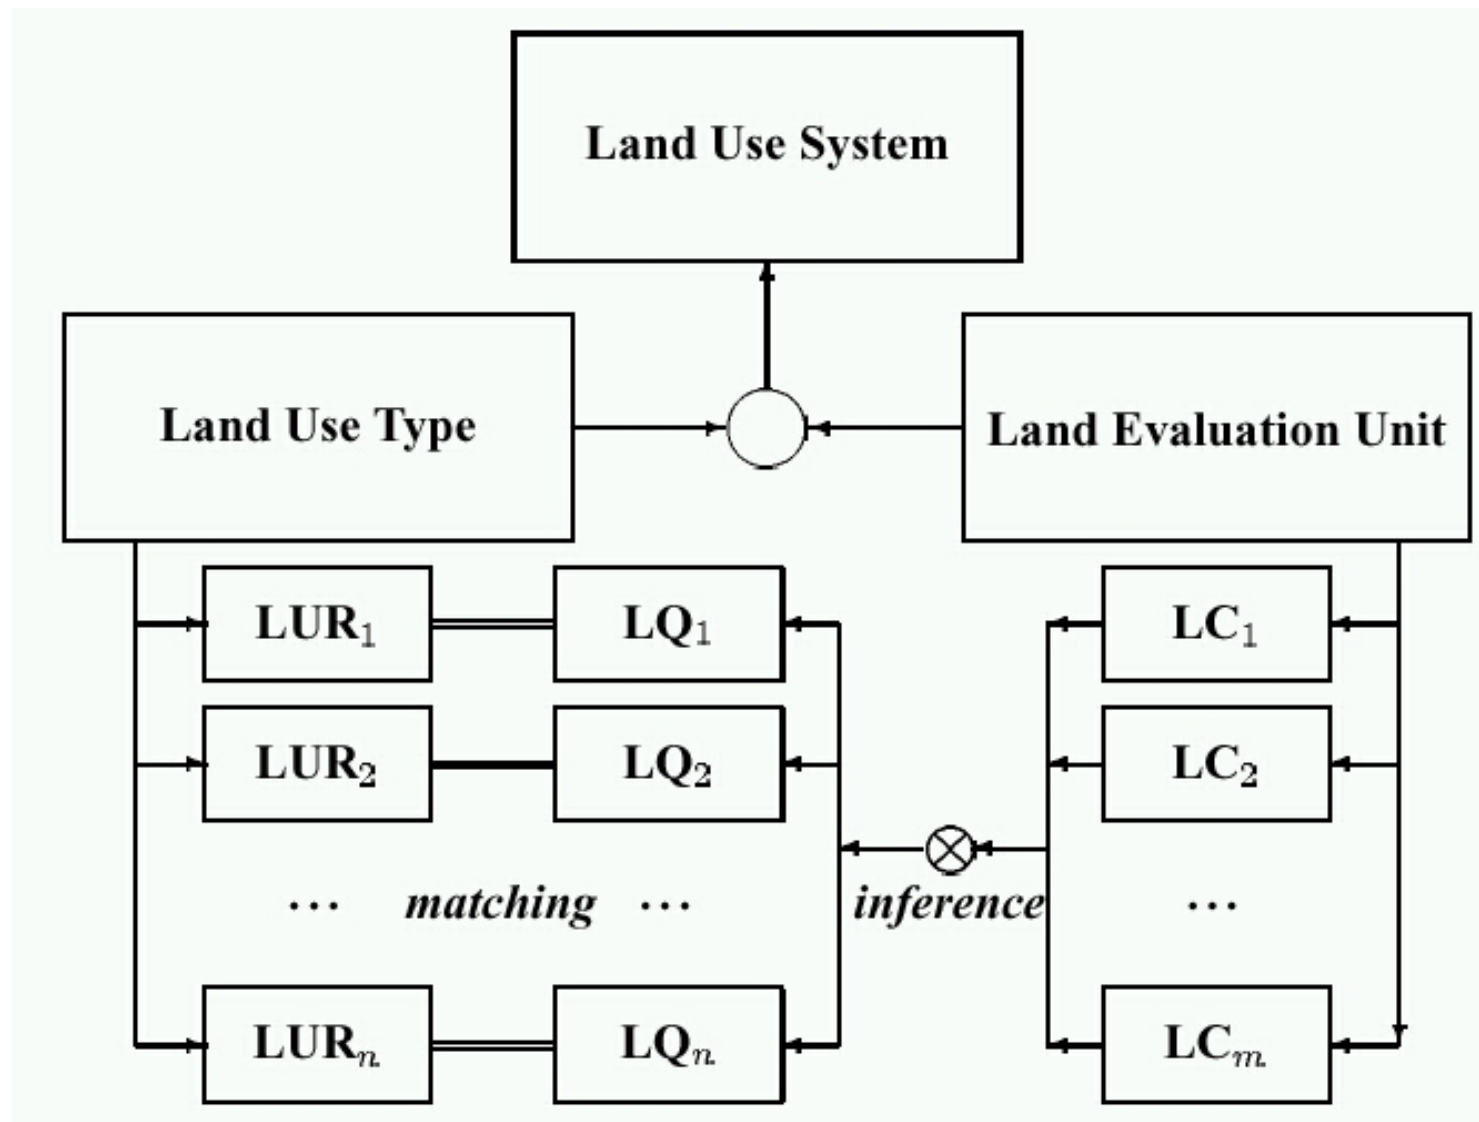 Land Use System
Land Use Type
Land Evaluation Unit
LUR₁ LQ₁ LC₁
LUR₂ LQ₂ LC₂
... matching ... inference ...
LURₙ LQₙ LCₘ